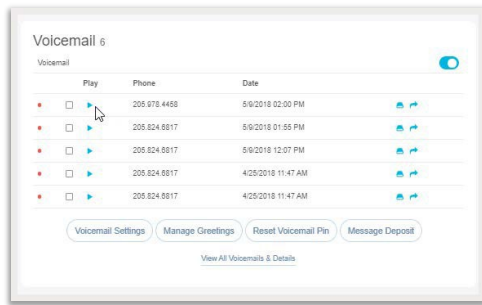 Voicemail 6
Voicemail
Play Phone Date
205.978.4468 5/9/2018 02:00 PM
205.824.6817 5/9/2018 01:55 PM
205.824.6817 5/9/2018 12:07 PM
205.824.6817 4/25/2018 11:47 AM
205.824.6817 4/25/2018 11:47 AM
Voicemail Settings Manage Greetings Reset Voicemail Pin Message Deposit
View All Voicemails & Details